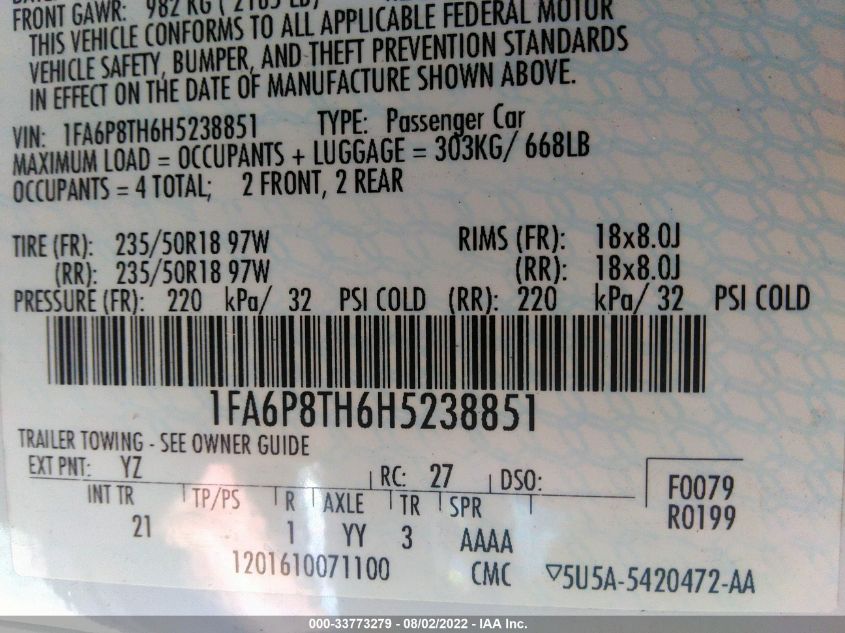 FRONT GAWR: 982 KG ( 2165 LB)
THIS VEHICLE CONFORMS TO ALL APPLICABLE FEDERAL MOTOR
VEHICLE SAFETY, BUMPER, AND THEFT PREVENTION STANDARDS
IN EFFECT ON THE DATE OF MANUFACTURE SHOWN ABOVE.
VIN: 1FA6P8TH6H5238851 TYPE: Passenger Car
MAXIMUM LOAD = OCCUPANTS + LUGGAGE = 303KG/ 668LB
OCCUPANTS = 4 TOTAL; 2 FRONT, 2 REAR
TIRE (FR): 235/50R18 97W RIMS (FR): 18x8.0J
(RR): 235/50R18 97W (RR): 18x8.0J
PRESSURE (FR): 220 kPa/ 32 PSI COLD (RR): 220 kPa/ 32 PSI COLD
1FA6P8TH6H5238851
TRAILER TOWING - SEE OWNER GUIDE
EXT PNT: YZ RC: 27 DSO: F0079
INT TR TP/PS R AXLE TR SPR R0199
21 1 YY 3 AAAA
1201610071100 CMC ▽5U5A-5420472-AA
000-33773279 - 08/02/2022 - IAA Inc.